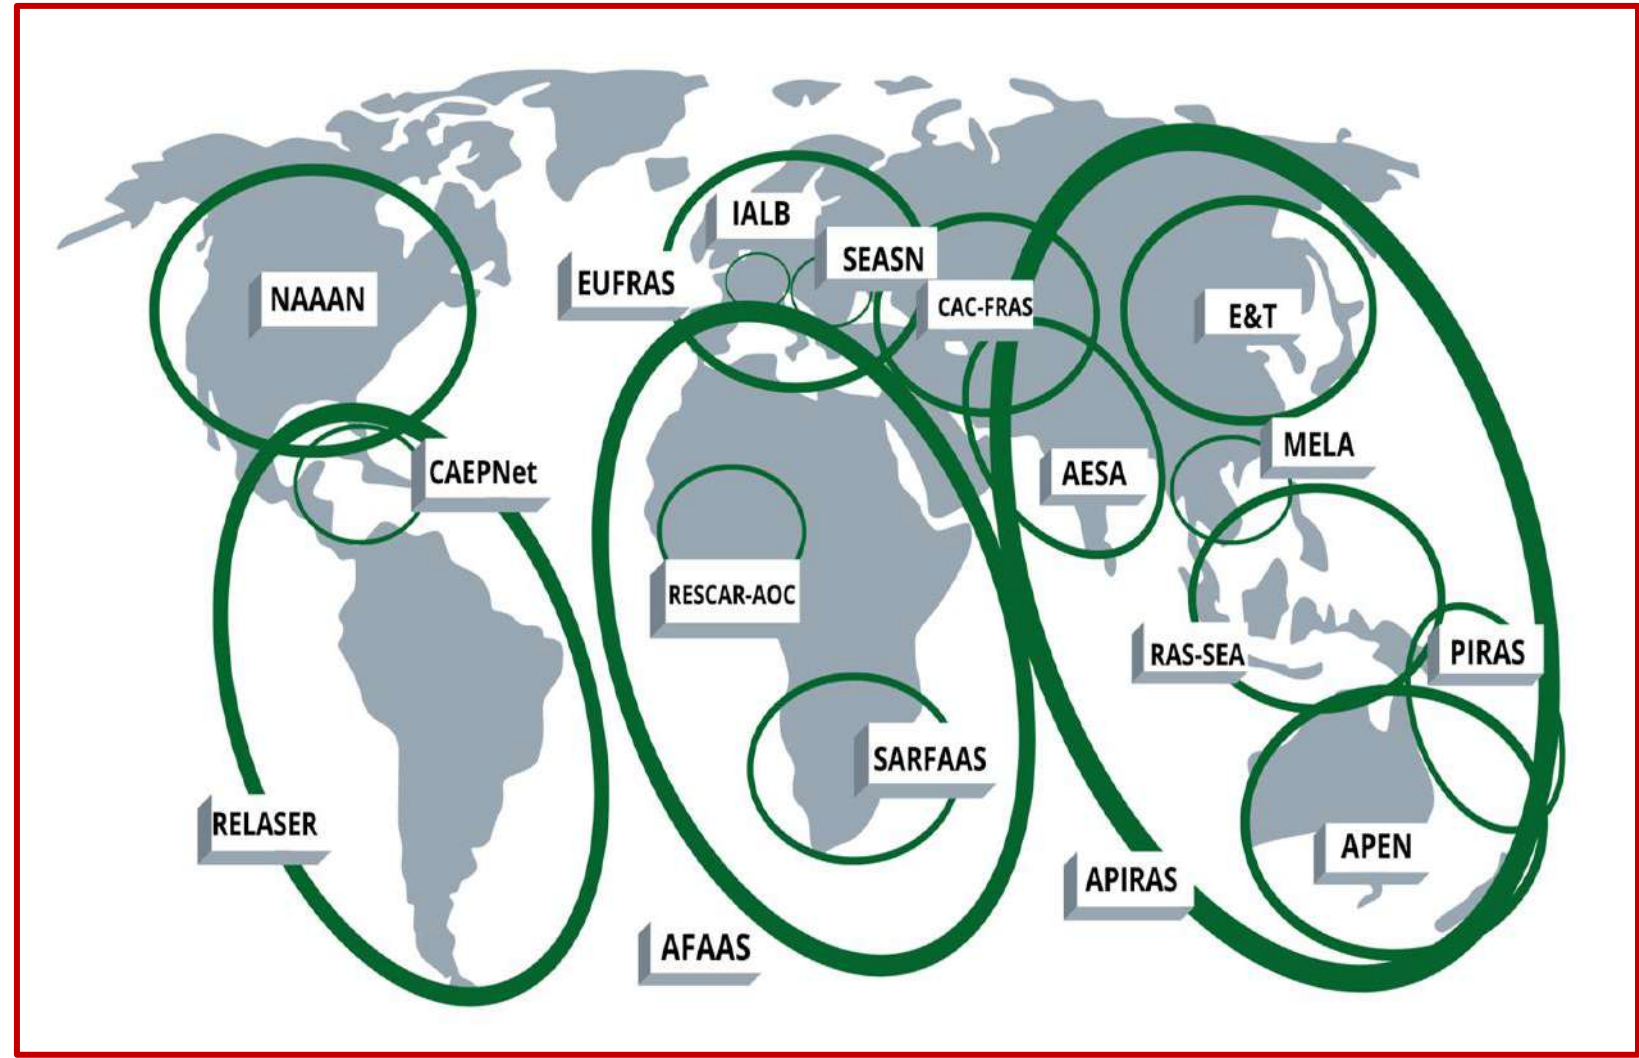 IALB
SEASN
EUFRAS
NAAAN
CAC-FRAS
E&T
MELA
CAEPNet
AESA
RESCAR-AOC
RAS-SEA
PIRAS
SARFAAS
RELASER
APEN
APIRAS
AFAAS